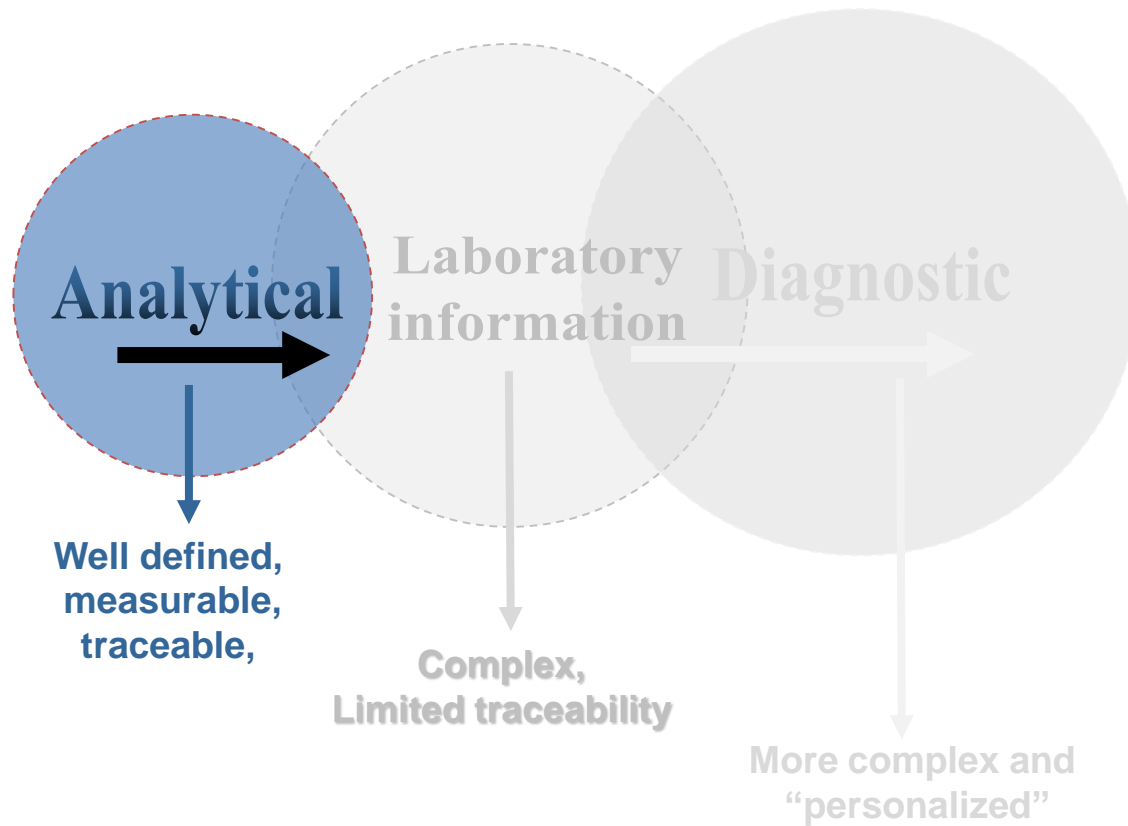 Analytical
Laboratory
information
Diagnostic
Well defined,
measurable,
traceable,
Complex,
Limited traceability
More complex and
“personalized”